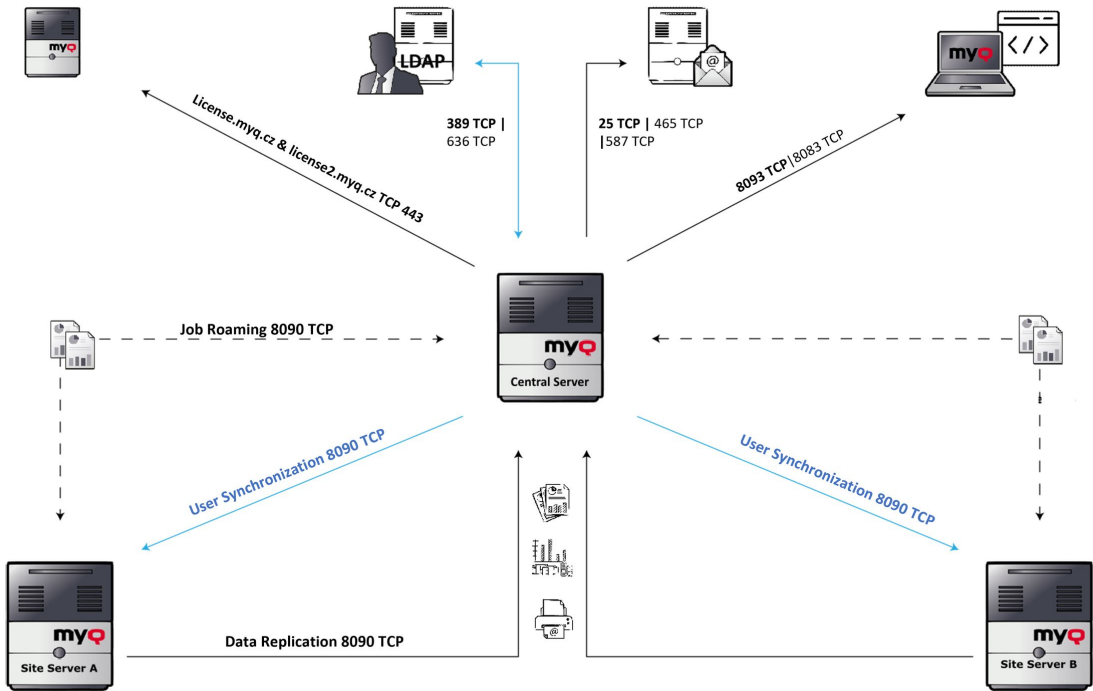 myQ
LDAP
@
myQ
</>
389 TCP |
636 TCP
25 TCP | 465 TCP
|587 TCP
License.myq.cz & license2.myq.cz TCP 443
8093 TCP|8083 TCP
Job Roaming 8090 TCP
myQ
Central Server
User Synchronization 8090 TCP
User Synchronization 8090 TCP
@
Data Replication 8090 TCP
myQ
Site Server A
myQ
Site Server B